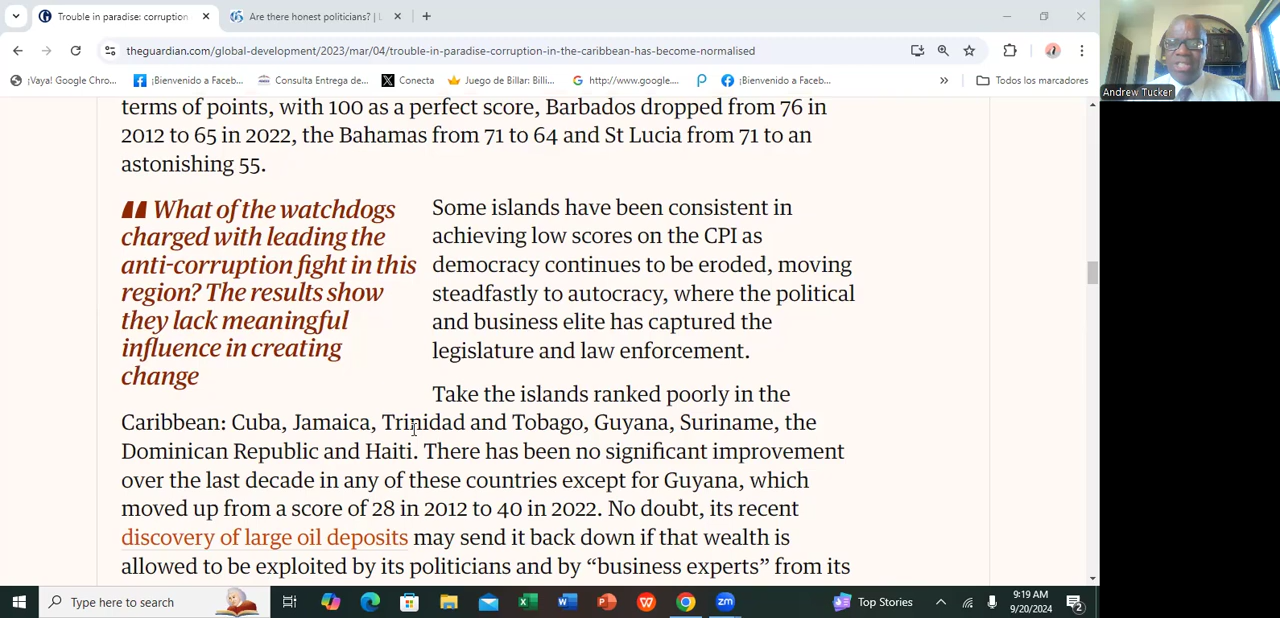 Trouble in paradise: corruption
Are there honest politicians? |
theguardian.com/global-development/2023/mar/04/trouble-in-paradise-corruption-in-the-caribbean-has-become-normalised
¡Vaya! Google Chro...
¡Bienvenido a Faceb...
Consulta Entrega de...
Conecta
Juego de Billar: Billi...
http://www.google....
¡Bienvenido a Faceb...
»
Todos los marcadores
Andrew Tucker
terms of points, with 100 as a perfect score, Barbados dropped from 76 in
2012 to 65 in 2022, the Bahamas from 71 to 64 and St Lucia from 71 to an
astonishing 55.
What of the watchdogs
charged with leading the
anti-corruption fight in this
region? The results show
they lack meaningful
influence in creating
change
Some islands have been consistent in
achieving low scores on the CPI as
democracy continues to be eroded, moving
steadfastly to autocracy, where the political
and business elite has captured the
legislature and law enforcement.
Take the islands ranked poorly in the
Caribbean: Cuba, Jamaica, Trinidad and Tobago, Guyana, Suriname, the
Dominican Republic and Haiti. There has been no significant improvement
over the last decade in any of these countries except for Guyana, which
moved up from a score of 28 in 2012 to 40 in 2022. No doubt, its recent
discovery of large oil deposits may send it back down if that wealth is
allowed to be exploited by its politicians and by “business experts” from its
Type here to search
Top Stories
9:19 AM
9/20/2024
2